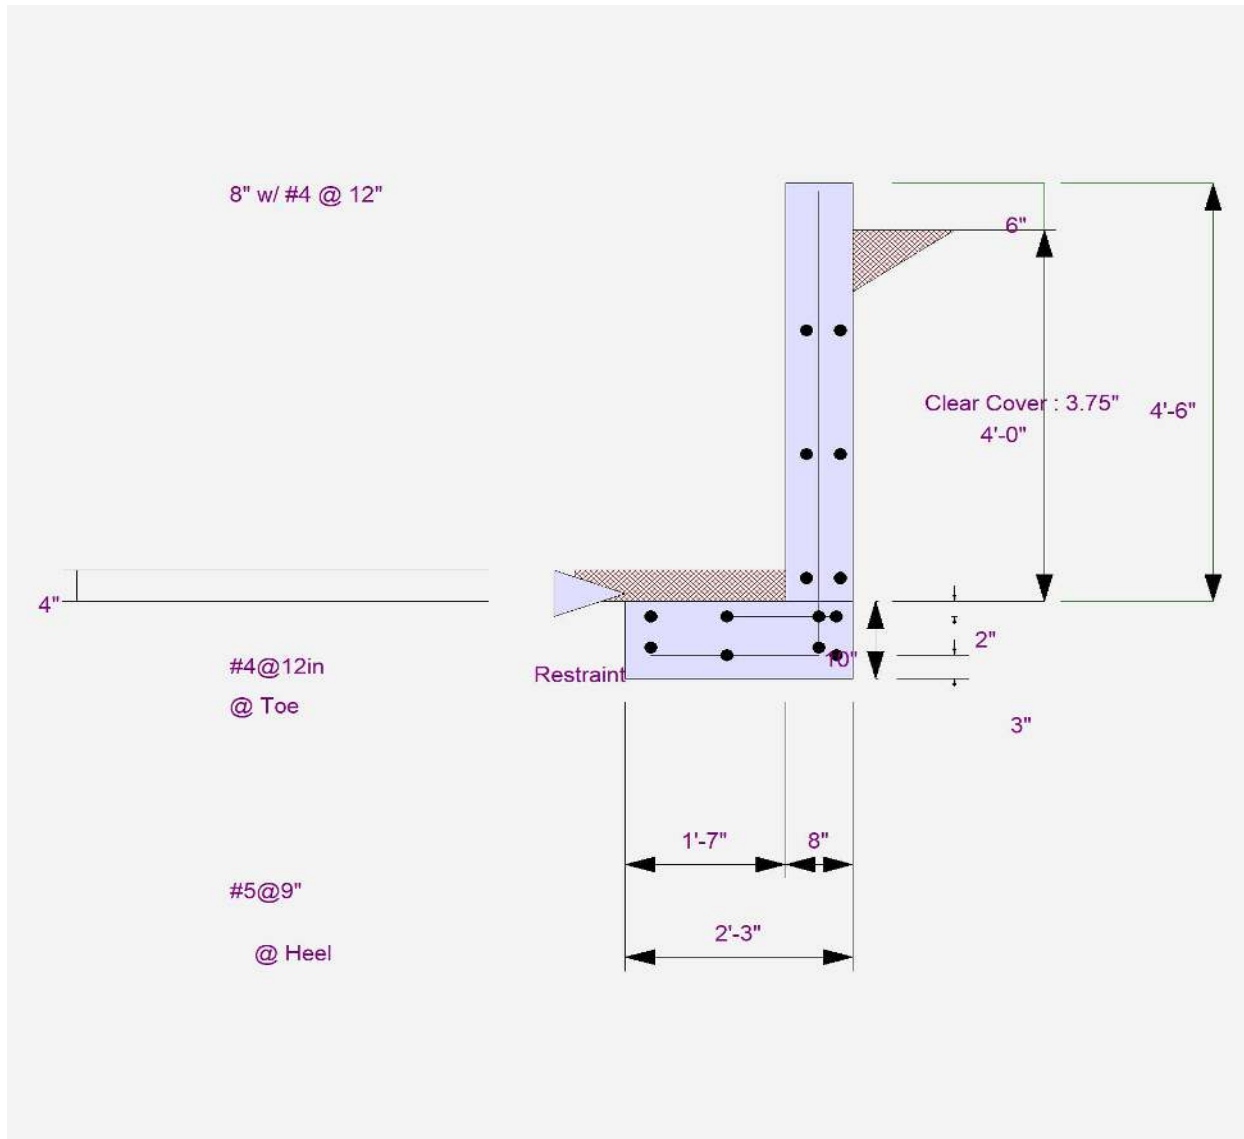 8" w/ #4 @ 12"
6"
Clear Cover : 3.75"
4'-6"
4'-0"
4"
2"
10"
#4@12in
Restraint
@ Toe
3"
1'-7"
8"
#5@9"
2'-3"
@ Heel